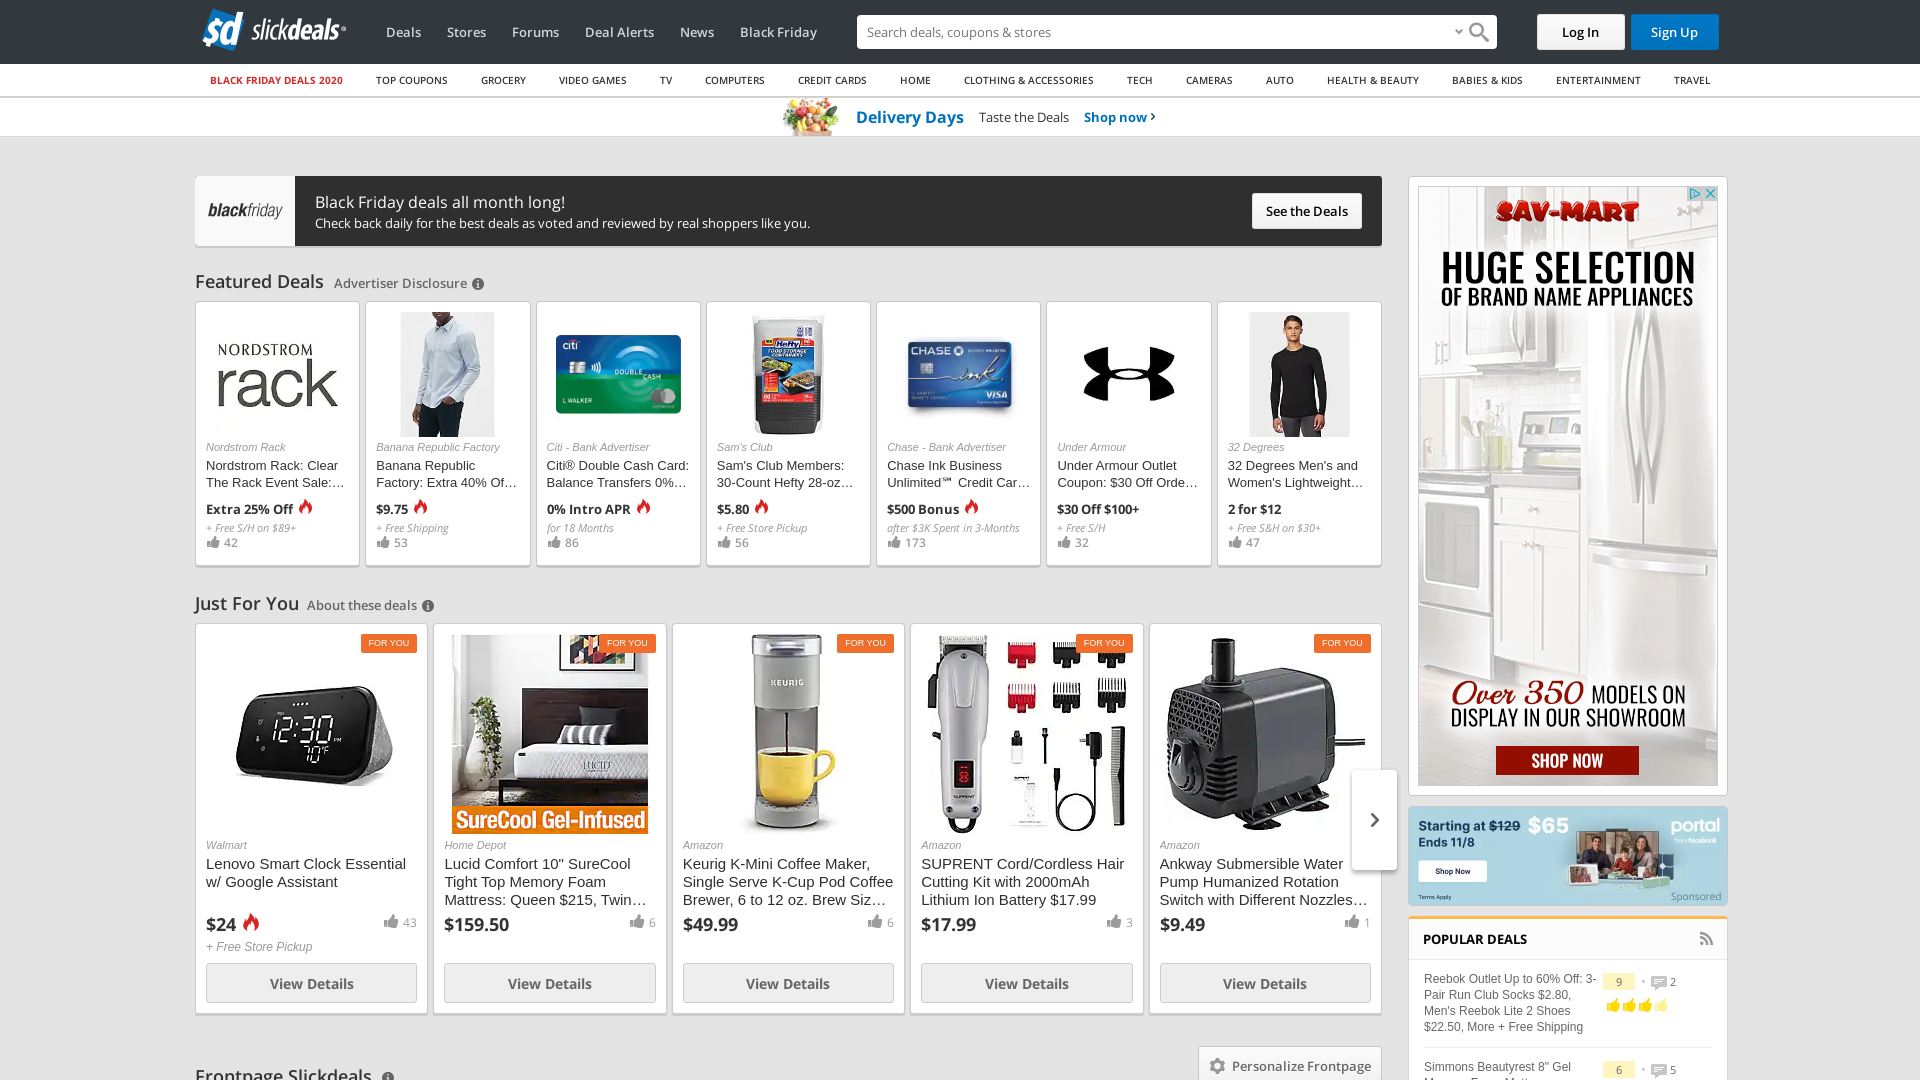 slickdeals
Deals
Stores
Forums
Deal Alerts
News
Black Friday
Search deals, coupons & stores
Log In
Sign Up
BLACK FRIDAY DEALS 2020
TOP COUPONS
GROCERY
VIDEO GAMES
TV
COMPUTERS
CREDIT CARDS
HOME
CLOTHING & ACCESSORIES
TECH
CAMERAS
AUTO
HEALTH & BEAUTY
BABIES & KIDS
ENTERTAINMENT
TRAVEL
Delivery Days Taste the Deals Shop now
blackfriday
Black Friday deals all month long!
Check back daily for the best deals as voted and reviewed by real shoppers like you.
See the Deals
Featured Deals Advertiser Disclosure
NORDSTROM
rack
Nordstrom Rack
Nordstrom Rack: Clear
The Rack Event Sale:...
Extra 25% Off
+ Free S/H on $89+
42
Banana Republic Factory
Banana Republic
Factory: Extra 40% Of...
$9.75
+ Free Shipping
53
citi
DOUBLE CASH
L WALKER
Citi - Bank Advertiser
Citi® Double Cash Card:
Balance Transfers 0%...
0% Intro APR
for 18 Months
86
Hefty
FOOD STORAGE
CONTAINERS
Sam's Club
Sam's Club Members:
30-Count Hefty 28-oz...
$5.80
+ Free Store Pickup
56
CHASE
ink
VISA
Chase - Bank Advertiser
Chase Ink Business
Unlimited℠ Credit Car...
$500 Bonus
after $3K Spent in 3-Months
173
Under Armour
Under Armour Outlet
Coupon: $30 Off Orde...
$30 Off $100+
+ Free S/H
32
32 Degrees
32 Degrees Men's and
Women's Lightweight...
2 for $12
+ Free S&H on $30+
47
Just For You About these deals
FOR YOU
12:30 PM
70°F
Walmart
Lenovo Smart Clock Essential
w/ Google Assistant
$24
43
+ Free Store Pickup
View Details
FOR YOU
LUCID
SureCool Gel-Infused
Home Depot
Lucid Comfort 10" SureCool
Tight Top Memory Foam
Mattress: Queen $215, Twin...
$159.50
6
View Details
FOR YOU
KEURIG
Amazon
Keurig K-Mini Coffee Maker,
Single Serve K-Cup Pod Coffee
Brewer, 6 to 12 oz. Brew Siz...
$49.99
6
View Details
FOR YOU
SUPRENT
Amazon
SUPRENT Cord/Cordless Hair
Cutting Kit with 2000mAh
Lithium Ion Battery $17.99
$17.99
3
View Details
FOR YOU
Amazon
Ankway Submersible Water
Pump Humanized Rotation
Switch with Different Nozzles...
$9.49
1
View Details
Frontpage Slickdeals
Personalize Frontpage
SAV-MART
HUGE SELECTION
OF BRAND NAME APPLIANCES
Over 350 MODELS ON
DISPLAY IN OUR SHOWROOM
SHOP NOW
Starting at $129 $65
Ends 11/8
Shop Now
Terms Apply
portal
from facebook
Sponsored
POPULAR DEALS
Reebok Outlet Up to 60% Off: 3-
Pair Run Club Socks $2.80,
Men's Reebok Lite 2 Shoes
$22.50, More + Free Shipping
9
2
Simmons Beautyrest 8" Gel
6
5